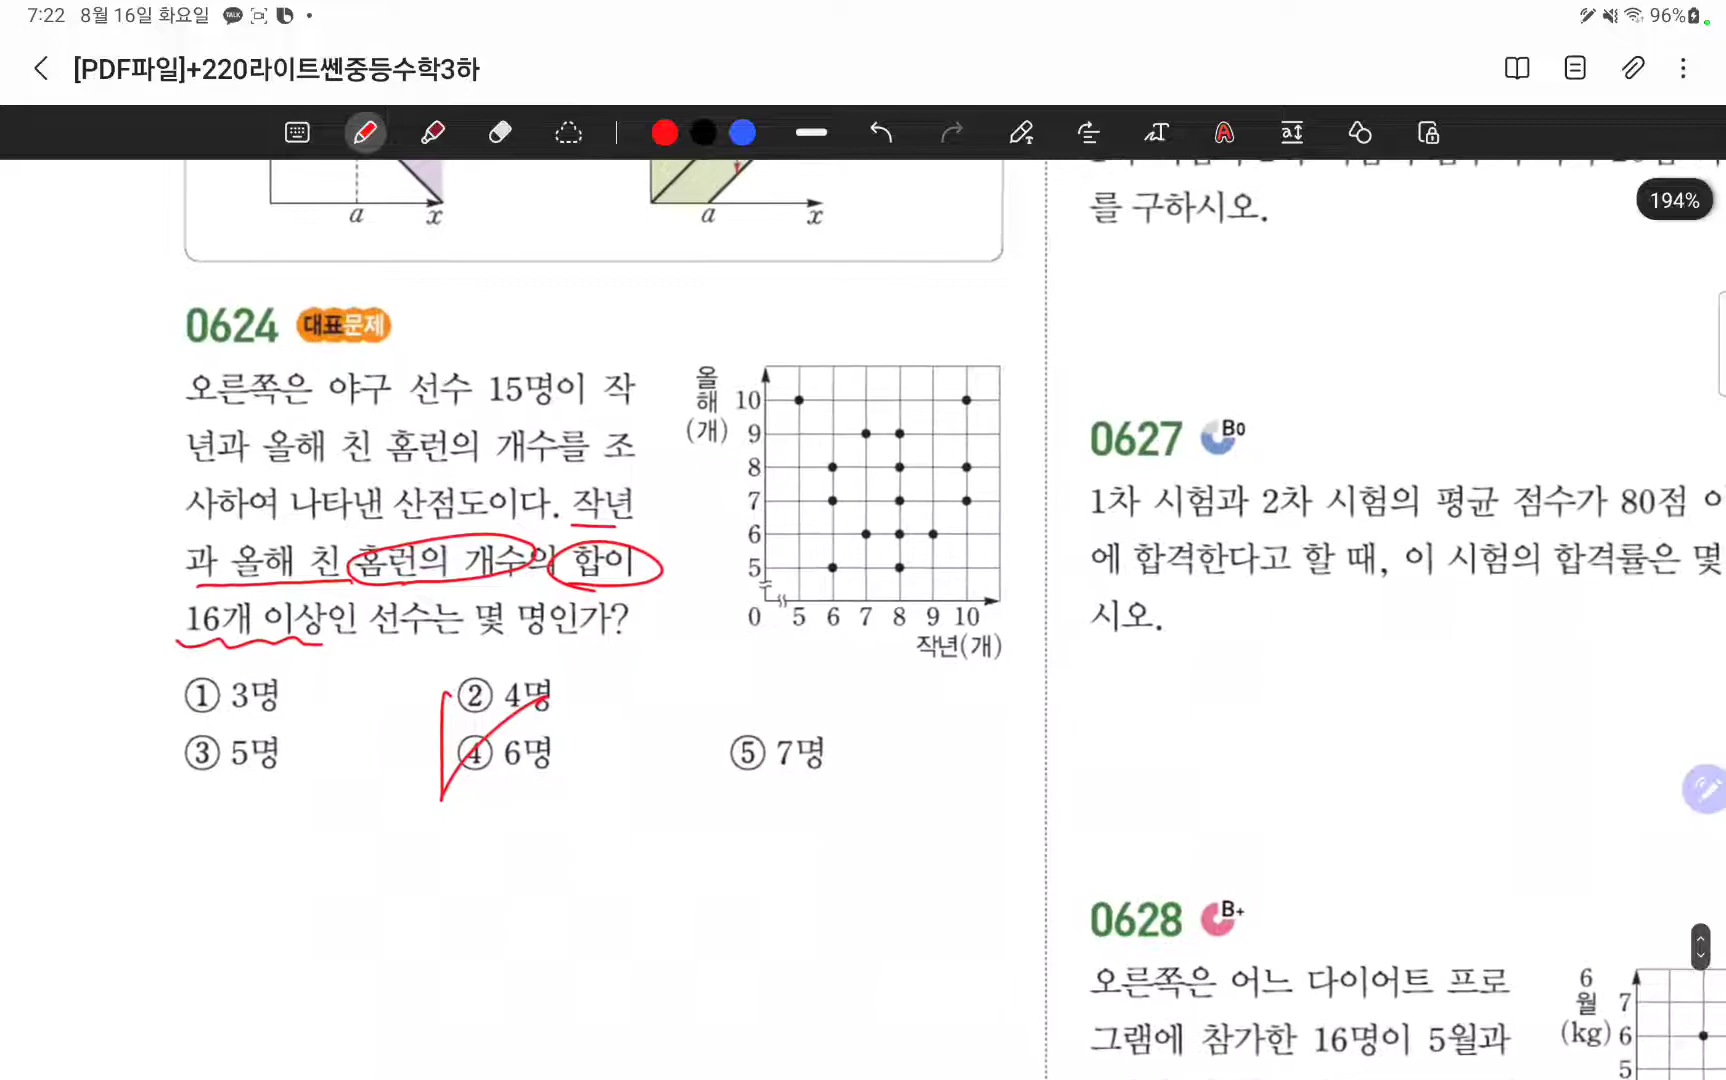 7:22 8월 16일 화요일
TALK
96%
[PDF파일]+220라이트쎈중등수학3하
194%
a x
a x
를 구하시오.
0624 대표문제
오른쪽은 야구 선수 15명이 작
년과 올해 친 홈런의 개수를 조
사하여 나타낸 산점도이다. 작년
과 올해 친 홈런의 개수의 합이
16개 이상인 선수는 몇 명인가?
① 3명 ② 4명
③ 5명 ④ 6명 ⑤ 7명
올해(개)
10
9
8
7
6
5
0 5 6 7 8 9 10
작년(개)
0627 B0
1차 시험과 2차 시험의 평균 점수가 80점
에 합격한다고 할 때, 이 시험의 합격률은 몇
시오.
0628 B+
오른쪽은 어느 다이어트 프로
그램에 참가한 16명이 5월과
6월(kg)
7
6
5